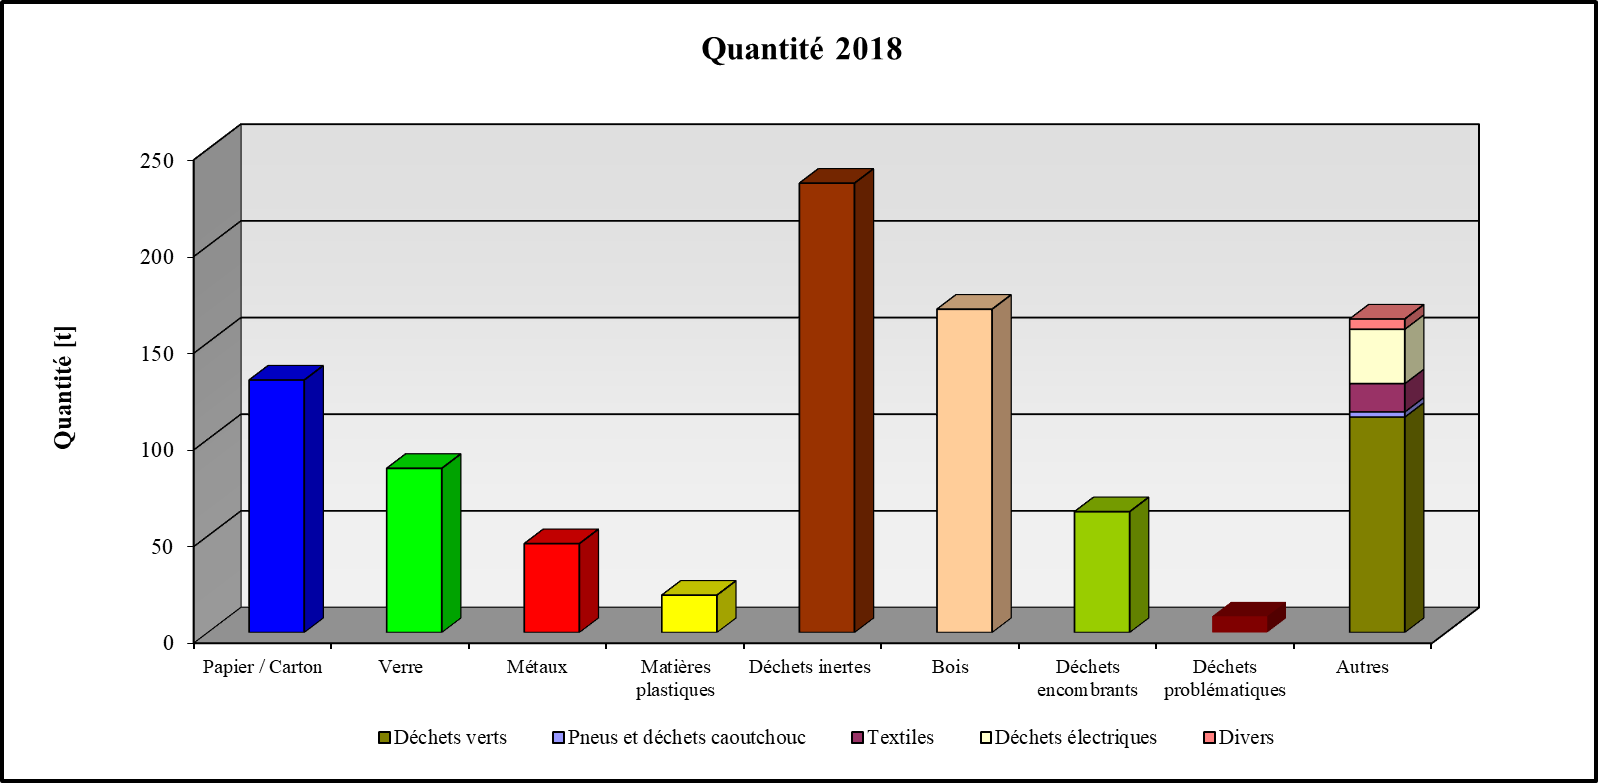 Quantité 2018
Quantité [t]
250
200
150
100
50
0
Papier / Carton
Verre
Métaux
Matières
plastiques
Déchets inertes
Bois
Déchets
encombrants
Déchets
problématiques
Autres
Déchets verts
Pneus et déchets caoutchouc
Textiles
Déchets électriques
Divers